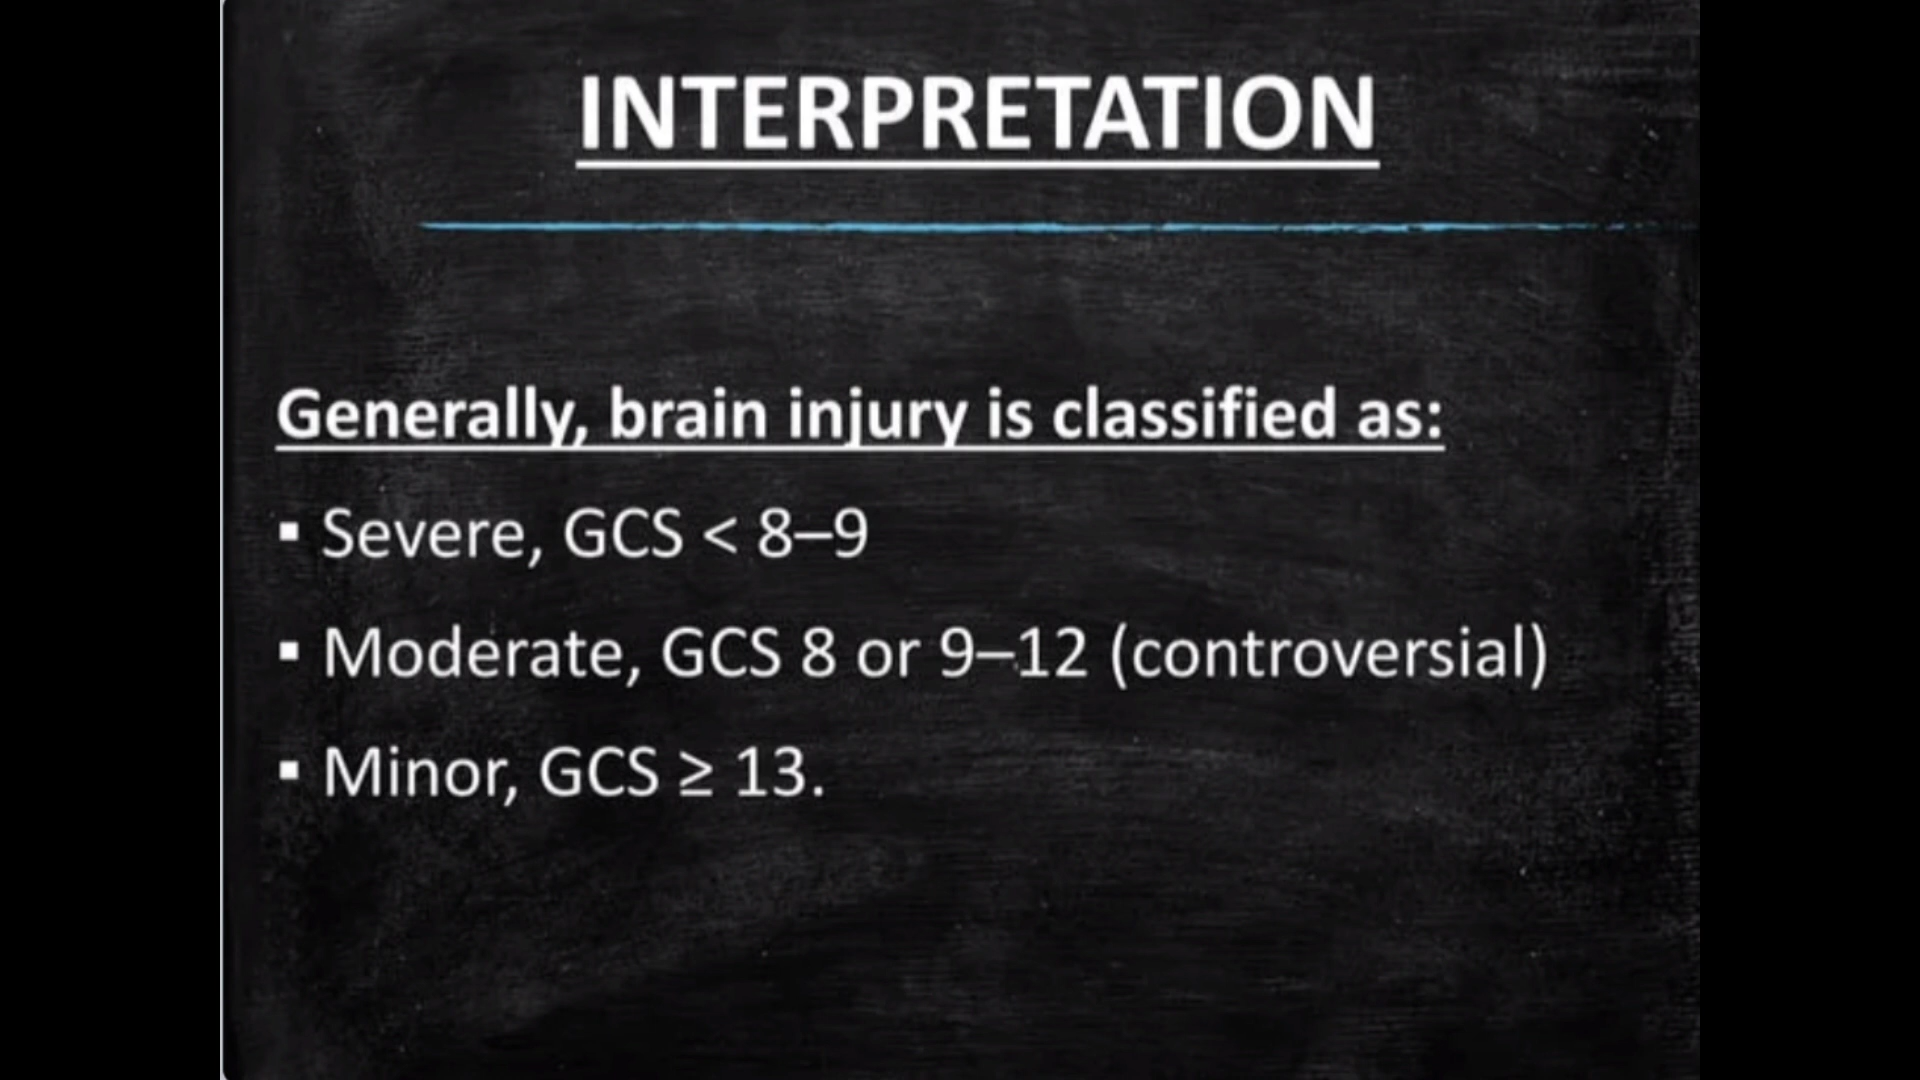 INTERPRETATION
Generally, brain injury is classified as:
▪ Severe, GCS < 8–9
▪ Moderate, GCS 8 or 9–12 (controversial)
▪ Minor, GCS ≥ 13.